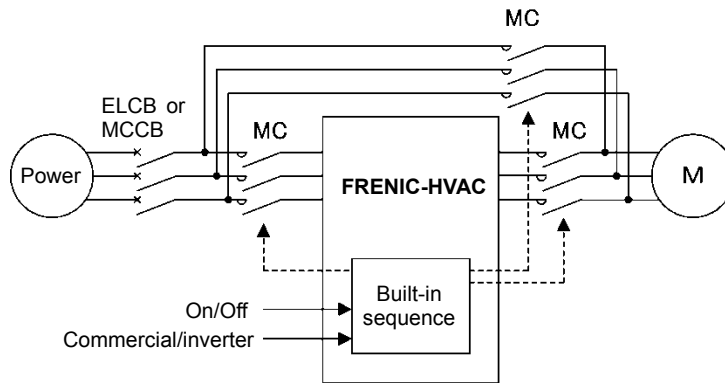 MC
ELCB or
MCCB
MC
MC
Power
FRENIC-HVAC
M
Built-in
sequence
On/Off
Commercial/inverter